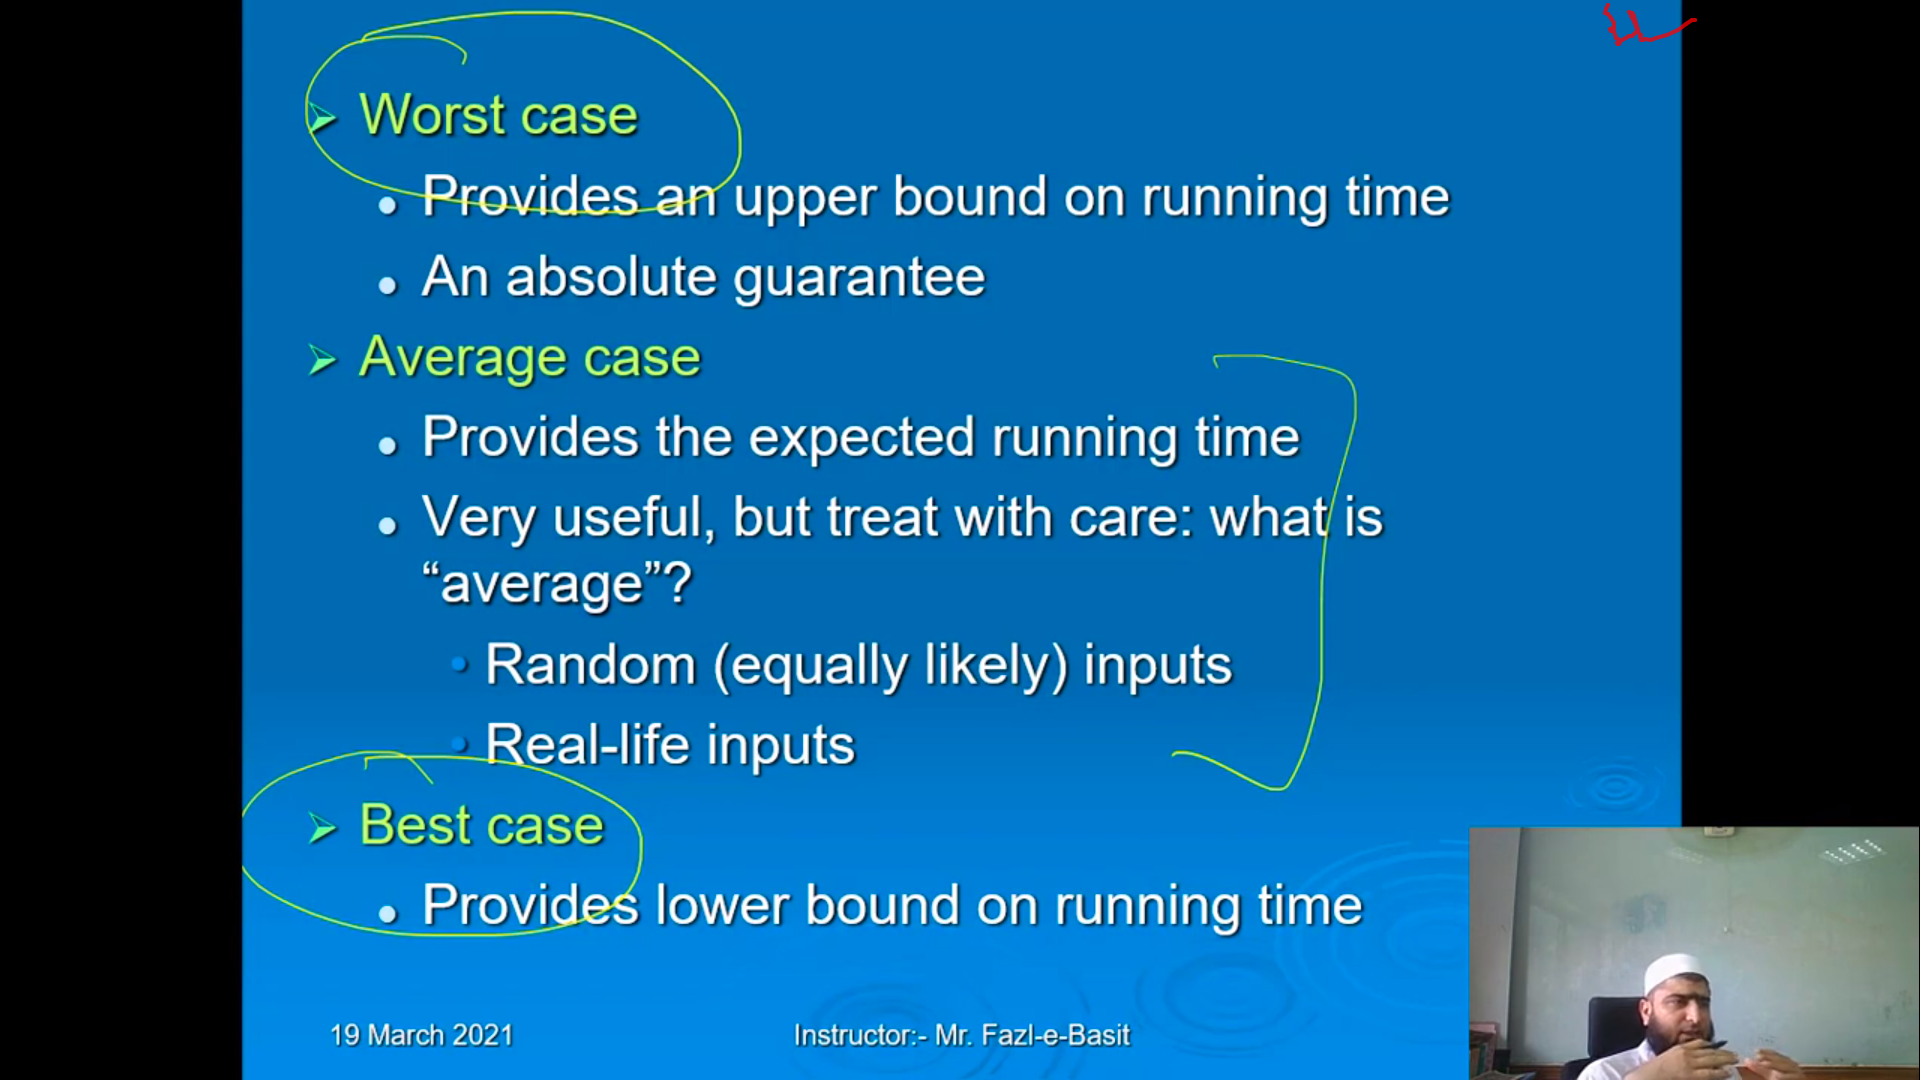 Worst case
Provides an upper bound on running time
An absolute guarantee
Average case
Provides the expected running time
Very useful, but treat with care: what is
“average”?
Random (equally likely) inputs
Real-life inputs
Best case
Provides lower bound on running time
19 March 2021
Instructor:- Mr. Fazl-e-Basit